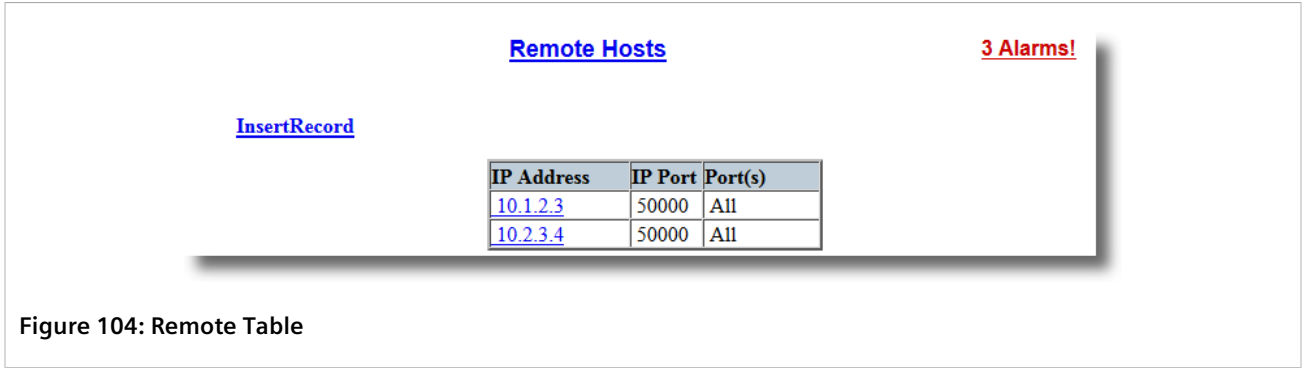 Remote Hosts
3 Alarms!
InsertRecord
IP Address IP Port Port(s)
10.1.2.3 50000 All
10.2.3.4 50000 All
Figure 104: Remote Table